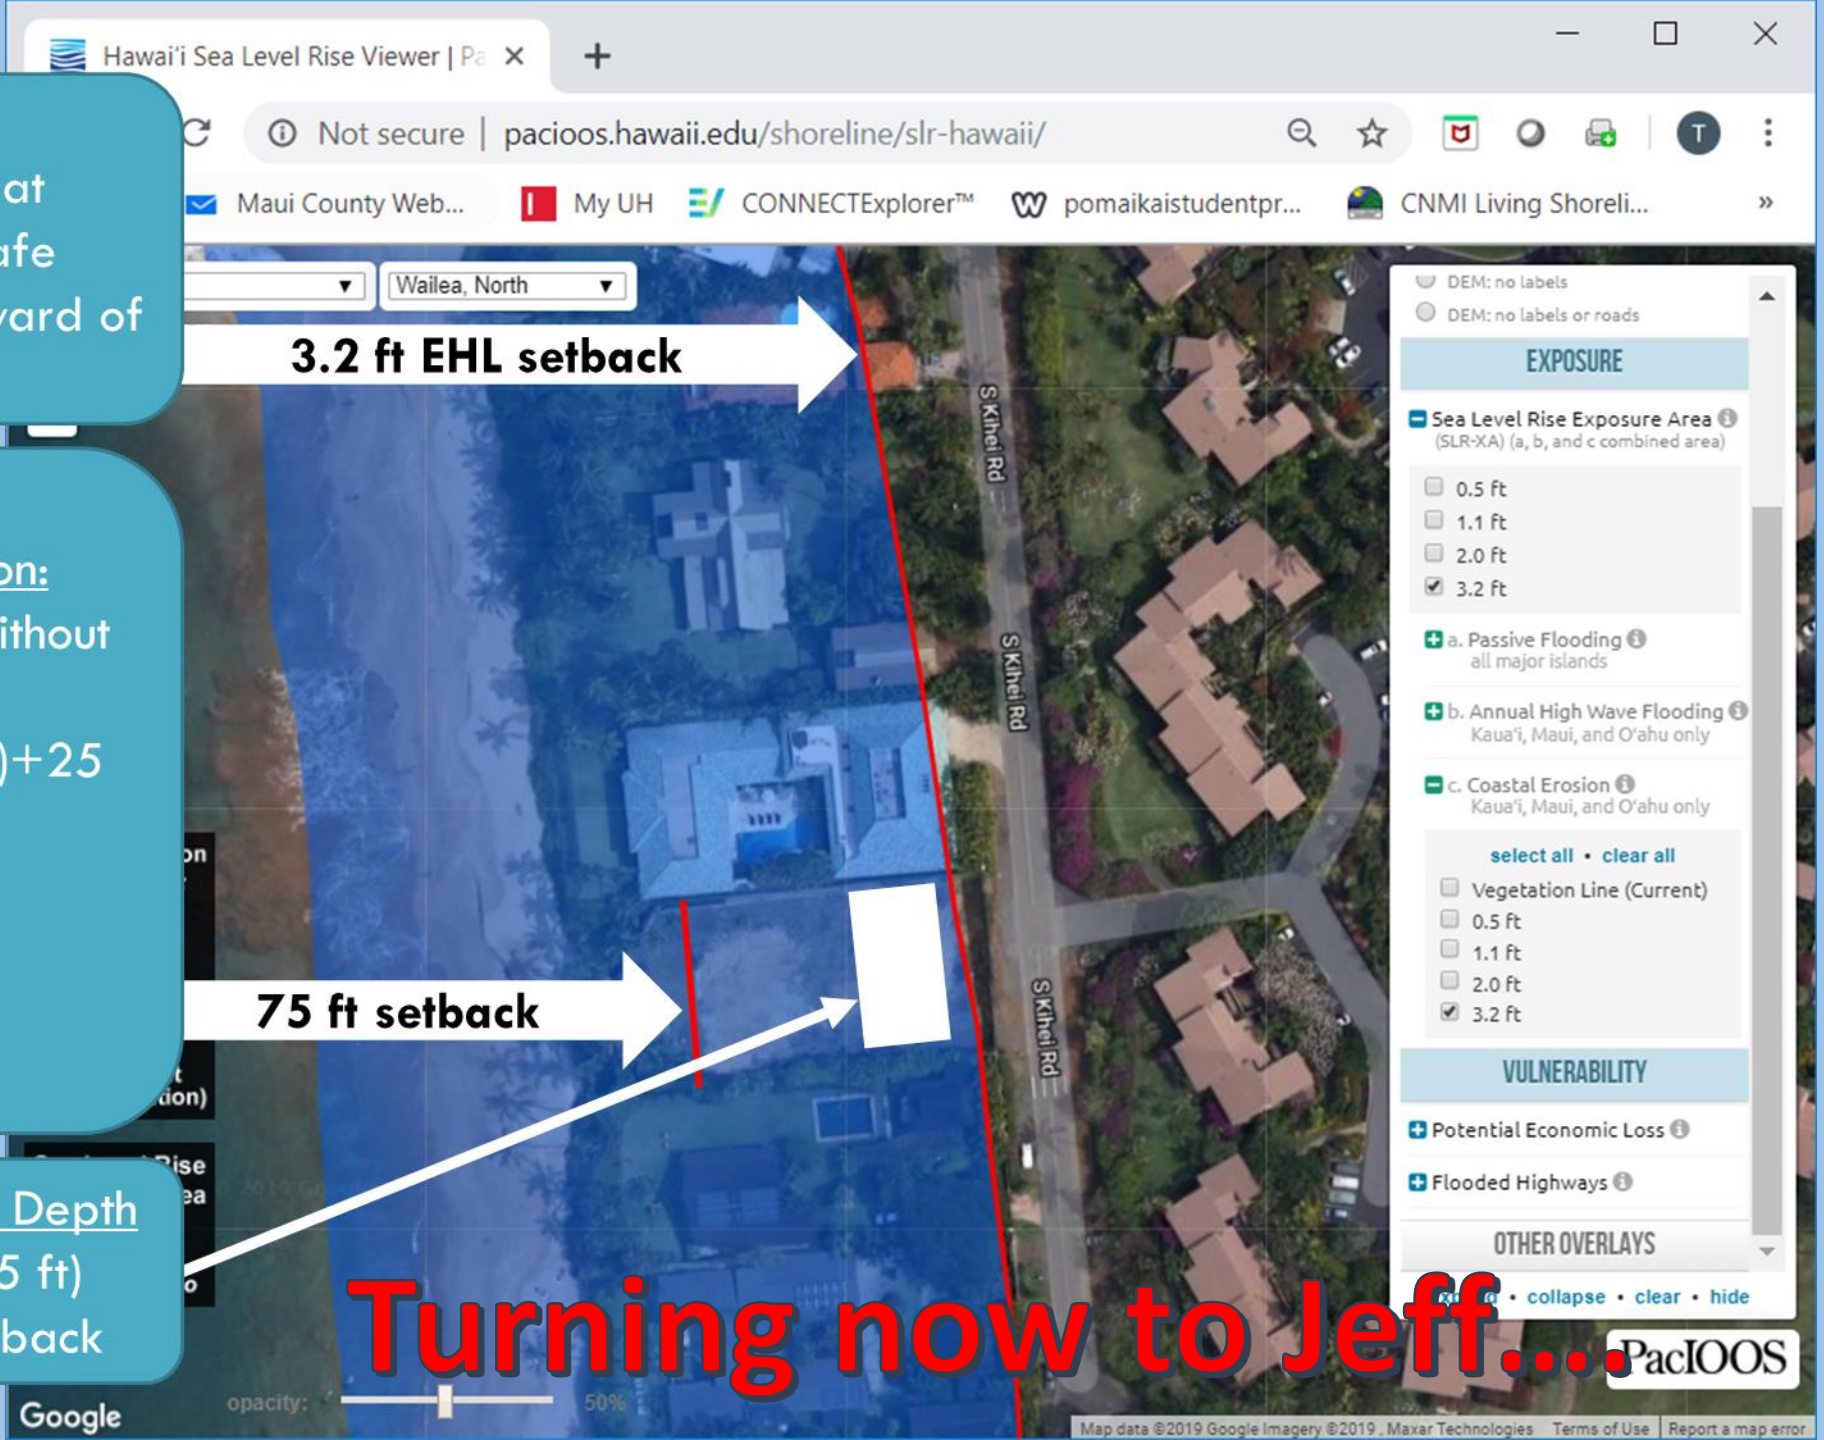 Hawai'i Sea Level Rise Viewer | Pa
Not secure | pacioos.hawaii.edu/shoreline/slr-hawaii/
T
Maui County Web...
My UH
CONNECTExplorer™
pomaikaistudentpr...
CNMI Living Shoreli...
»
at
afe
vard of
Wailea, North
3.2 ft EHL setback
on:
ithout
)+25
75 ft setback
on
t
tion)
Rise
ea
o
Depth
5 ft)
back
S Kihei Rd
S Kihei Rd
S Kihei Rd
DEM: no labels
DEM: no labels or roads
EXPOSURE
Sea Level Rise Exposure Area
(SLR-XA) (a, b, and c combined area)
0.5 ft
1.1 ft
2.0 ft
3.2 ft
a. Passive Flooding
all major islands
b. Annual High Wave Flooding
Kaua'i, Maui, and O'ahu only
c. Coastal Erosion
Kaua'i, Maui, and O'ahu only
select all • clear all
Vegetation Line (Current)
0.5 ft
1.1 ft
2.0 ft
3.2 ft
VULNERABILITY
Potential Economic Loss
Flooded Highways
OTHER OVERLAYS
• collapse • clear • hide
Turning now to Jeff....
PacIOOS
opacity:
50%
Google
Map data ©2019 Google Imagery ©2019 , Maxar Technologies
Terms of Use
Report a map error